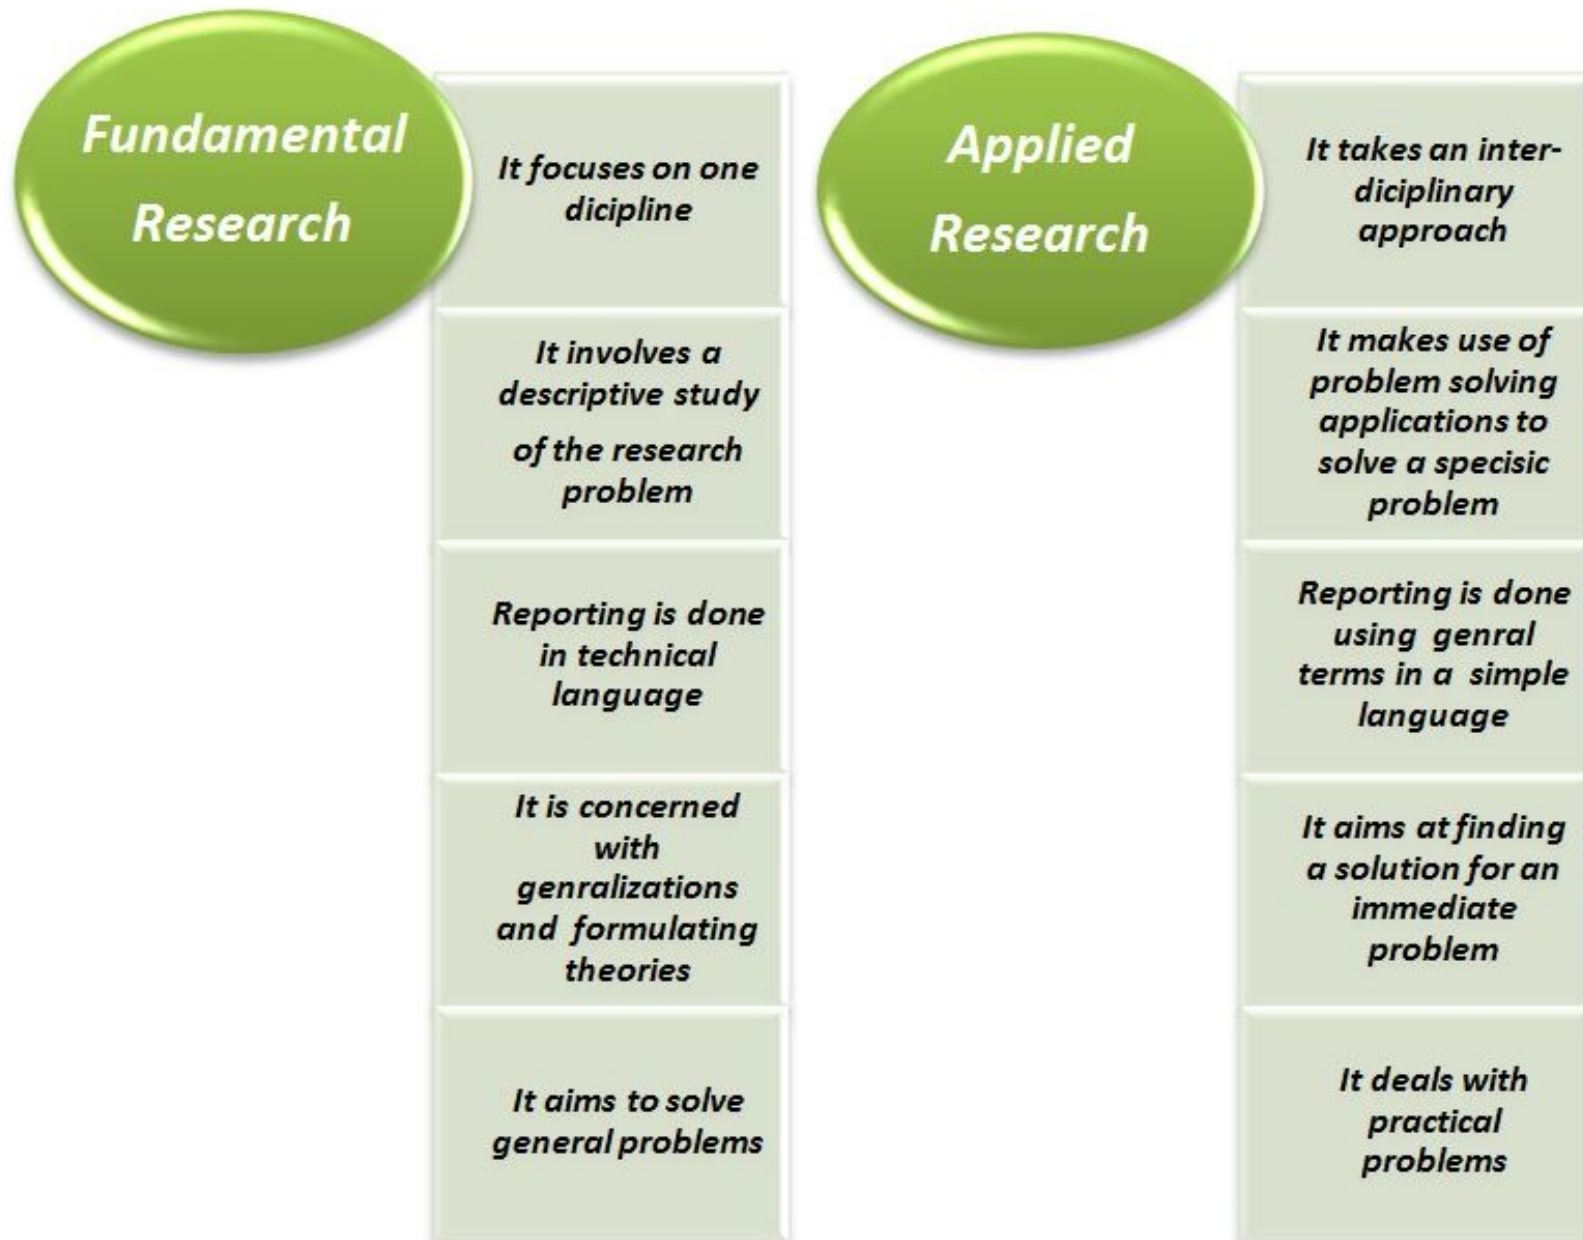 Fundamental
Research
It focuses on one
dicipline
It involves a
descriptive study
of the research
problem
Reporting is done
in technical
language
It is concerned
with
genralizations
and formulating
theories
It aims to solve
general problems
Applied
Research
It takes an inter-
diciplinary
approach
It makes use of
problem solving
applications to
solve a specisic
problem
Reporting is done
using genral
terms in a simple
language
It aims at finding
a solution for an
immediate
problem
It deals with
practical
problems